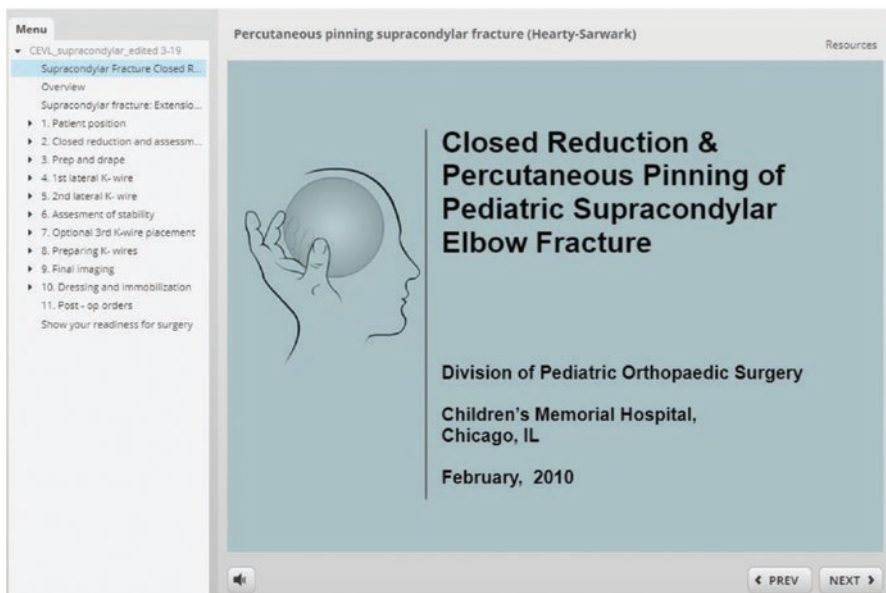 Menu
CEVL_supracondylar_edited 3-19
Supracondylar Fracture Closed R...
Overview
Supracondylar fracture: Extensio...
1. Patient position
2. Closed reduction and assessm...
3. Prep and drape
4. 1st lateral K- wire
5. 2nd lateral K- wire
6. Assesment of stability
7. Optional 3rd K-wire placement
8. Preparing K- wires
9. Final imaging
10. Dressing and immobilization
11. Post - op orders
Show your readiness for surgery
Percutaneous pinning supracondylar fracture (Hearty-Sarwark)
Resources
Closed Reduction &
Percutaneous Pinning of
Pediatric Supracondylar
Elbow Fracture
Division of Pediatric Orthopaedic Surgery
Children's Memorial Hospital,
Chicago, IL
February, 2010
PREV
NEXT